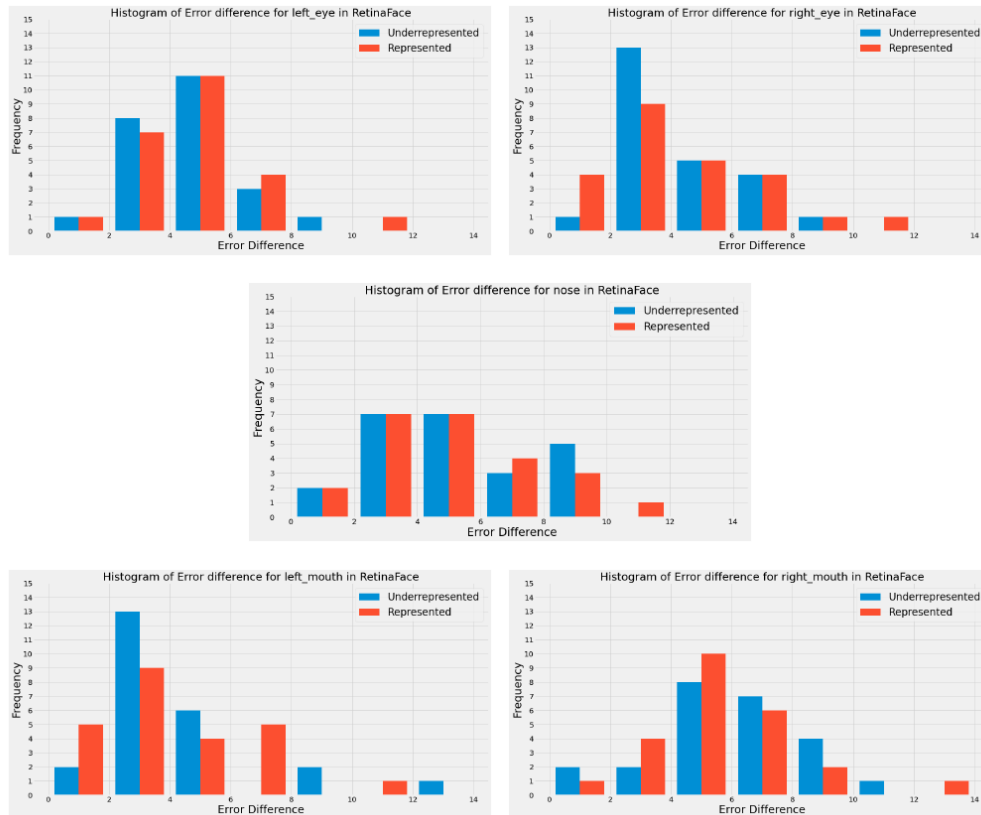 Histogram of Error difference for left_eye in RetinaFace
15
14
13
12
11
10
9
8
7
6
5
4
3
2
1
0
Frequency
Underrepresented
Represented
0 2 4 6 8 10 12 14
Error Difference
Histogram of Error difference for right_eye in RetinaFace
15
14
13
12
11
10
9
8
7
6
5
4
3
2
1
0
Frequency
Underrepresented
Represented
0 2 4 6 8 10 12 14
Error Difference
Histogram of Error difference for nose in RetinaFace
15
14
13
12
11
10
9
8
7
6
5
4
3
2
1
0
Frequency
Underrepresented
Represented
0 2 4 6 8 10 12 14
Error Difference
Histogram of Error difference for left_mouth in RetinaFace
15
14
13
12
11
10
9
8
7
6
5
4
3
2
1
0
Frequency
Underrepresented
Represented
0 2 4 6 8 10 12 14
Error Difference
Histogram of Error difference for right_mouth in RetinaFace
15
14
13
12
11
10
9
8
7
6
5
4
3
2
1
0
Frequency
Underrepresented
Represented
0 2 4 6 8 10 12 14
Error Difference